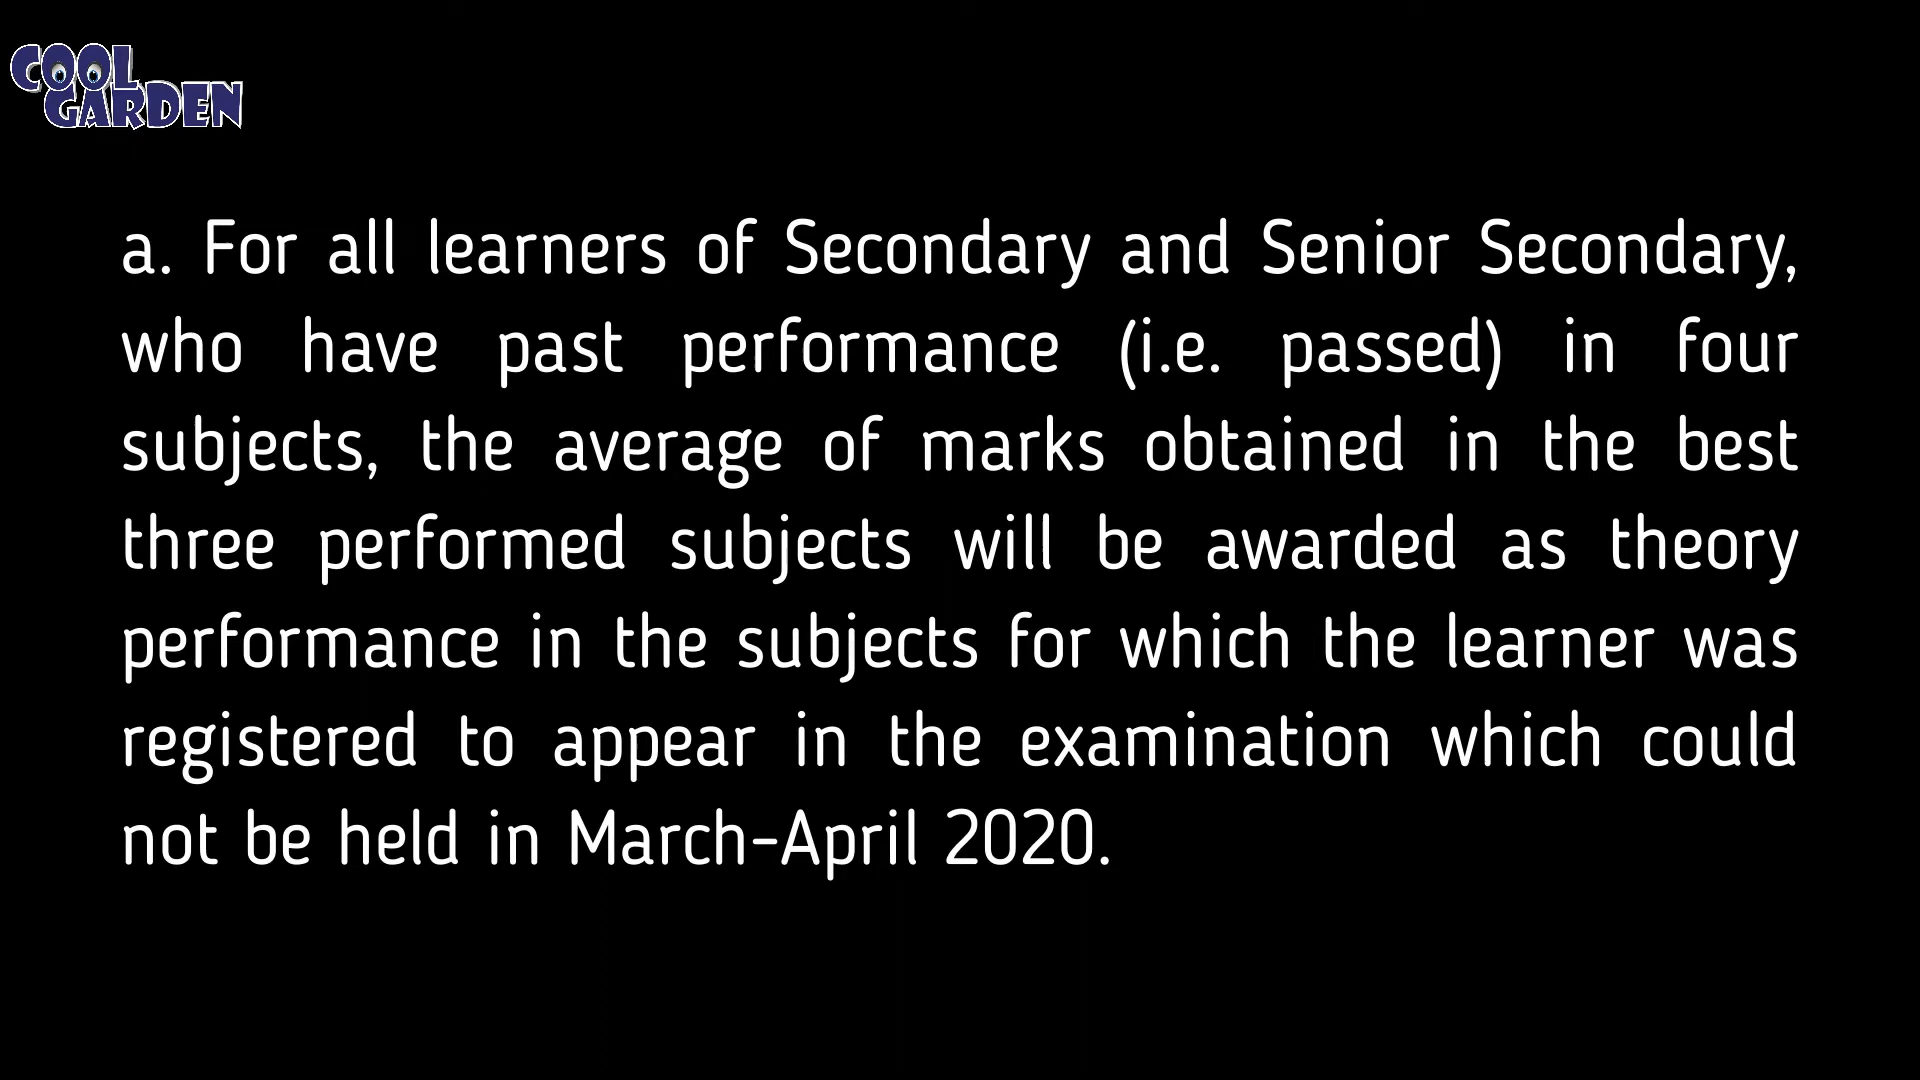 COOL
GARDEN
a. For all learners of Secondary and Senior Secondary,
who have past performance (i.e. passed) in four
subjects, the average of marks obtained in the best
three performed subjects will be awarded as theory
performance in the subjects for which the learner was
registered to appear in the examination which could
not be held in March-April 2020.